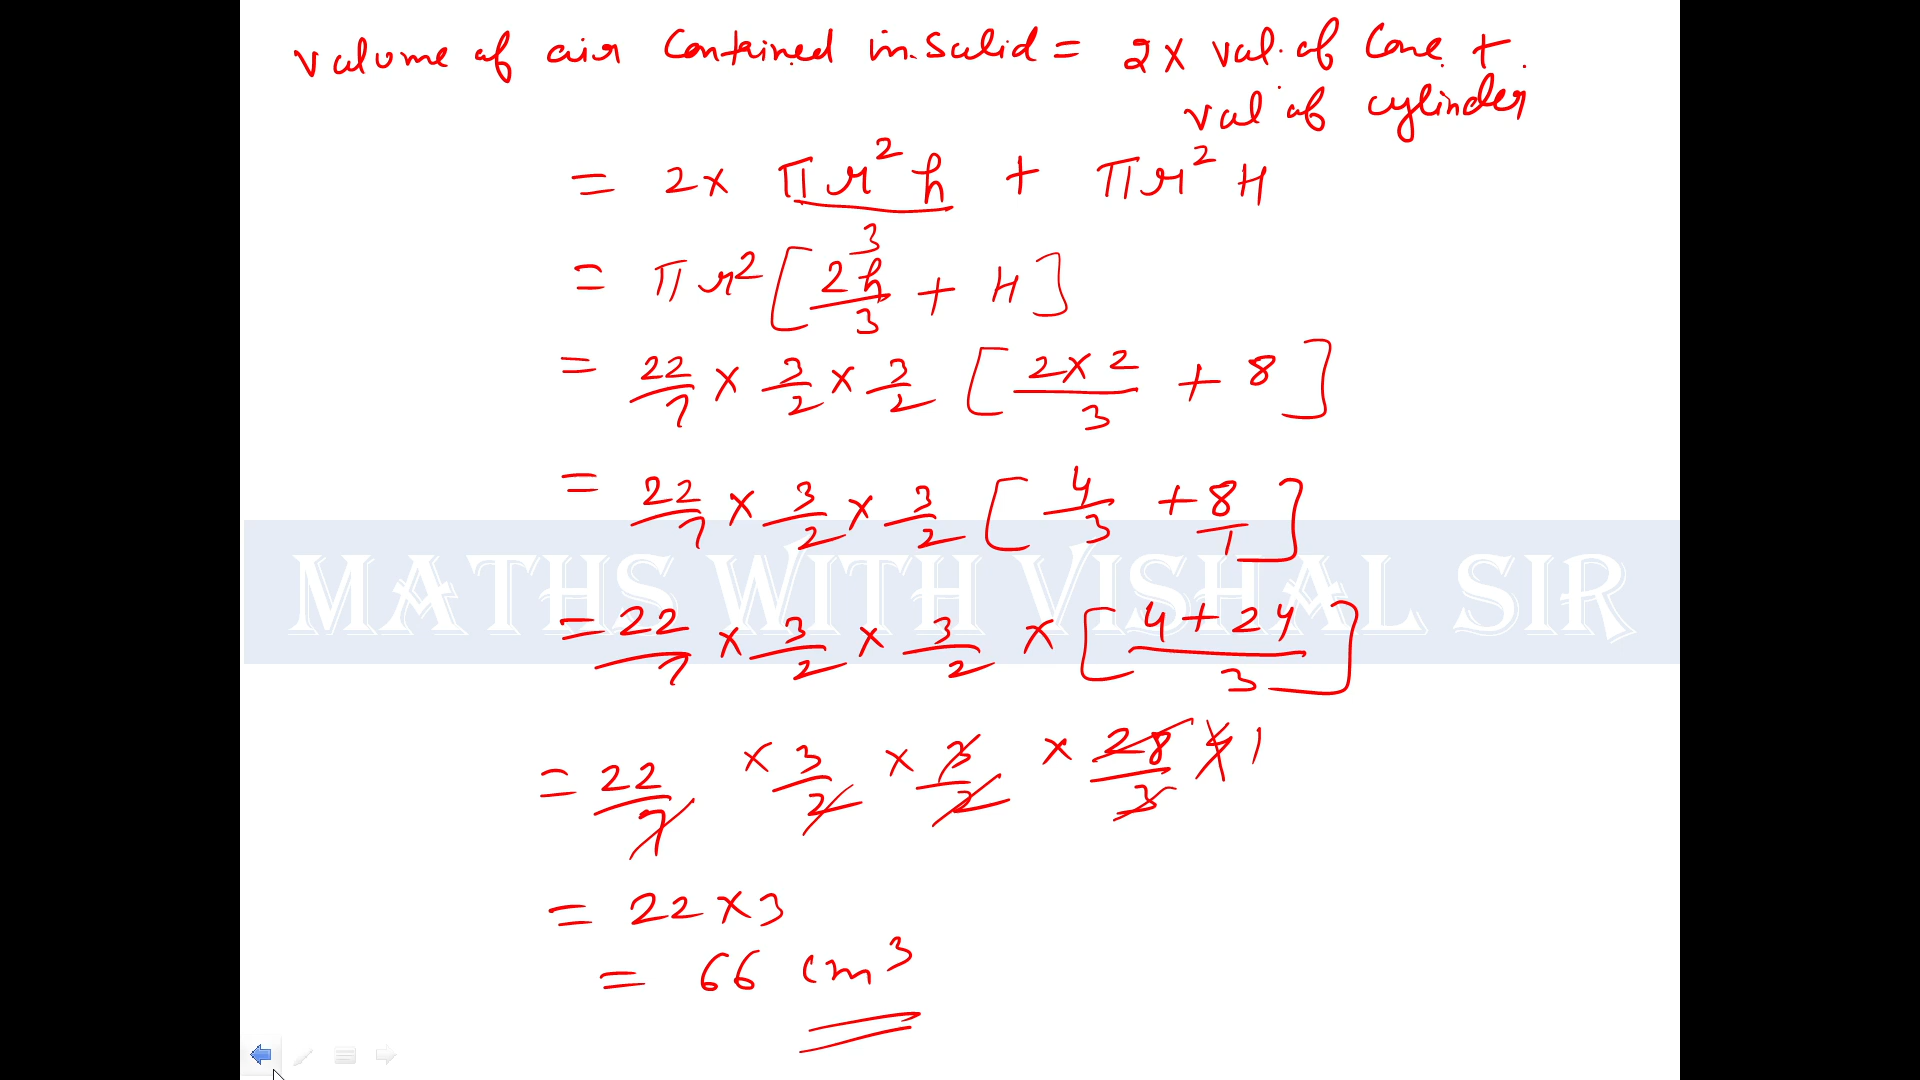 Volume of air contained in solid = 2 x vol. of Cone +
vol of cylinder
= 2 x πr²h/3 + πr²H
= πr² [2h/3 + H]
= 22/7 x 3/2 x 3/2 [2x2/3 + 8]
= 22/7 x 3/2 x 3/2 [4/3 + 8/1]
MATHS WITH VISHAL SIR
= 22/7 x 3/2 x 3/2 x [4+24/3]
= 22/7 x 3/2 x 3/2 x 28/3 4 1
= 22 x 3
= 66 cm³